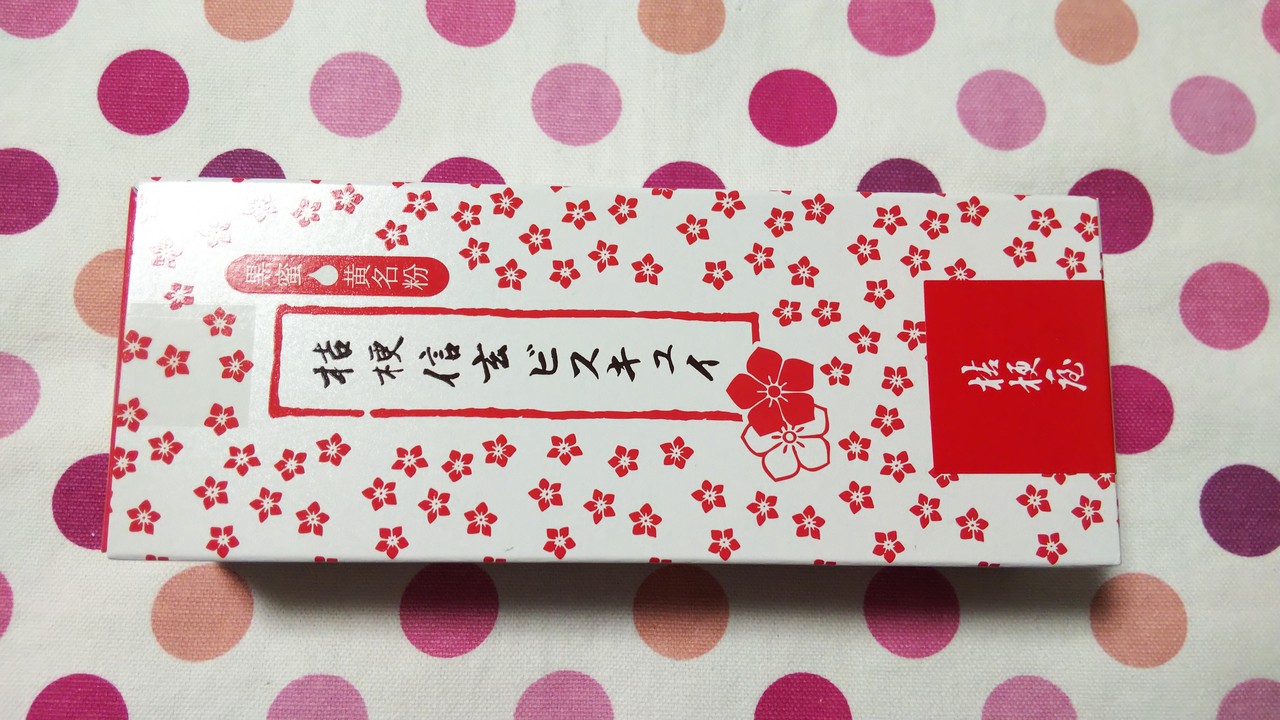 黒蜜 黄名粉
桔梗信玄ビスキュイ
桔梗屋